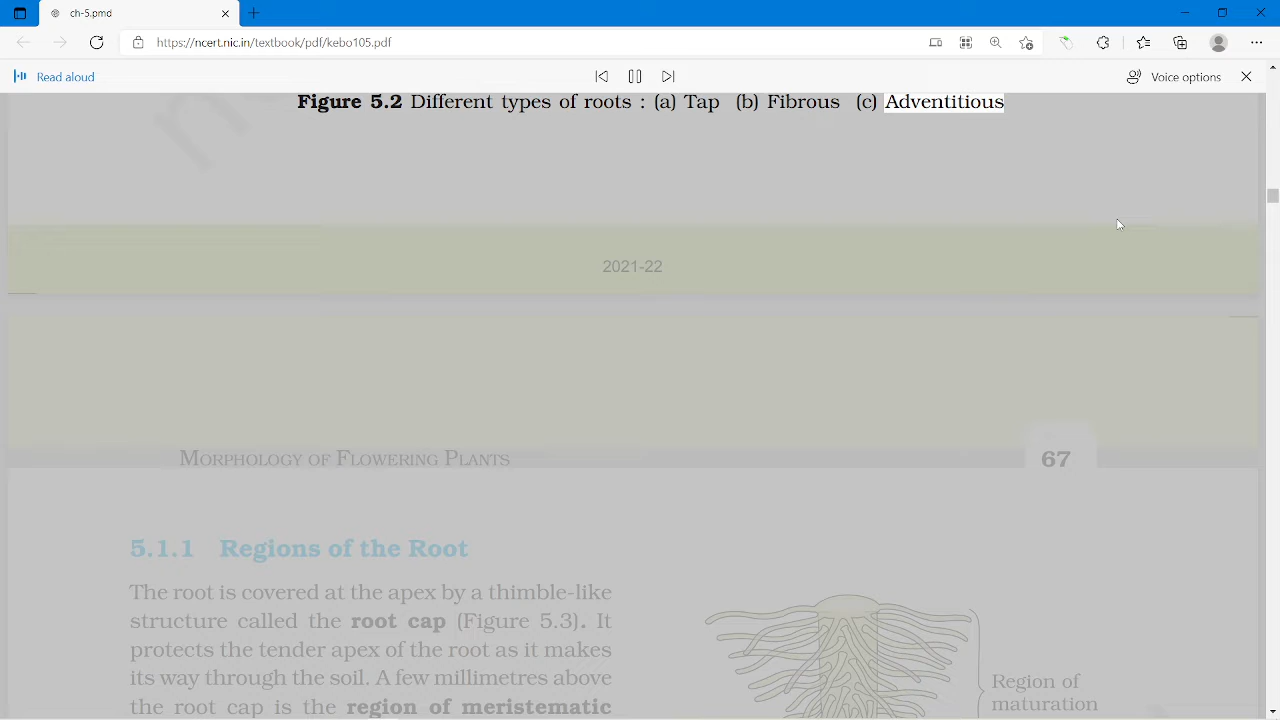 ch-5.pmd
https://ncert.nic.in/textbook/pdf/kebo105.pdf
Read aloud
Voice options
Figure 5.2 Different types of roots : (a) Tap (b) Fibrous (c) Adventitious
2021-22
MORPHOLOGY OF FLOWERING PLANTS
67
5.1.1 Regions of the Root
The root is covered at the apex by a thimble-like
structure called the root cap (Figure 5.3). It
protects the tender apex of the root as it makes
its way through the soil. A few millimetres above
the root cap is the region of meristematic
Region of
maturation